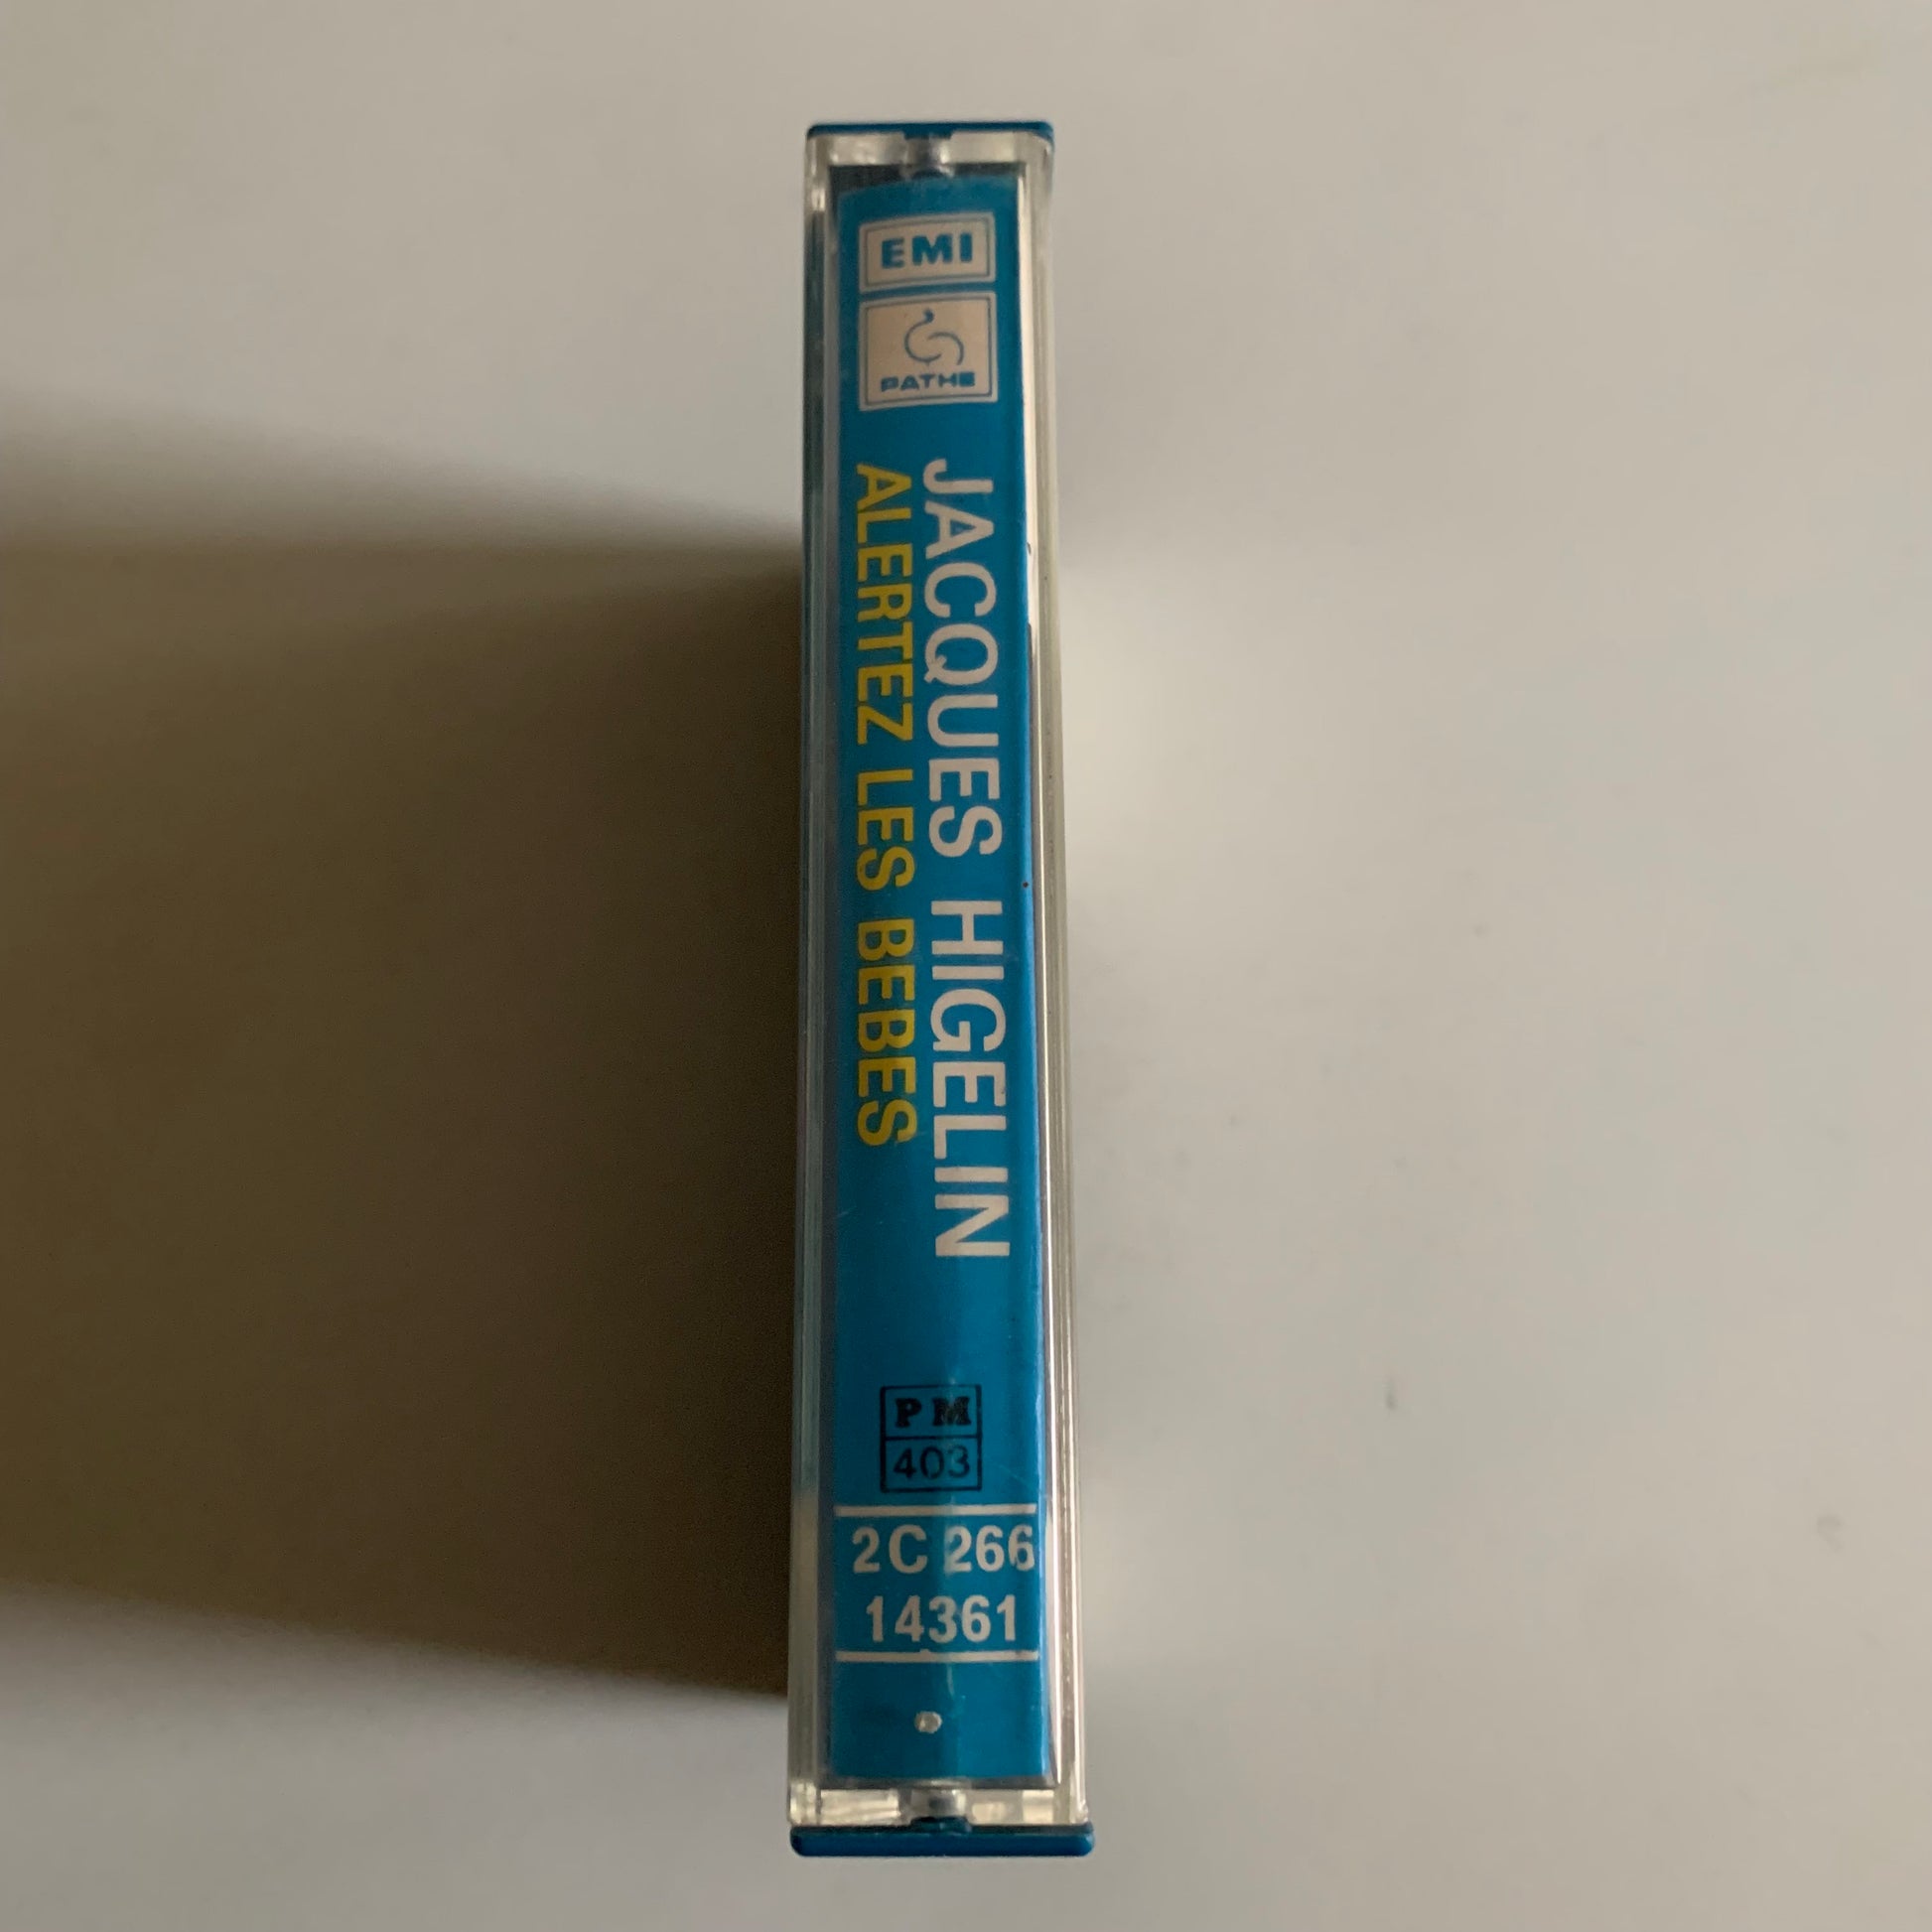 EMI
PATHE
JACQUES HIGELIN
ALERTEZ LES BEBES
PM
403
2C 266
14361